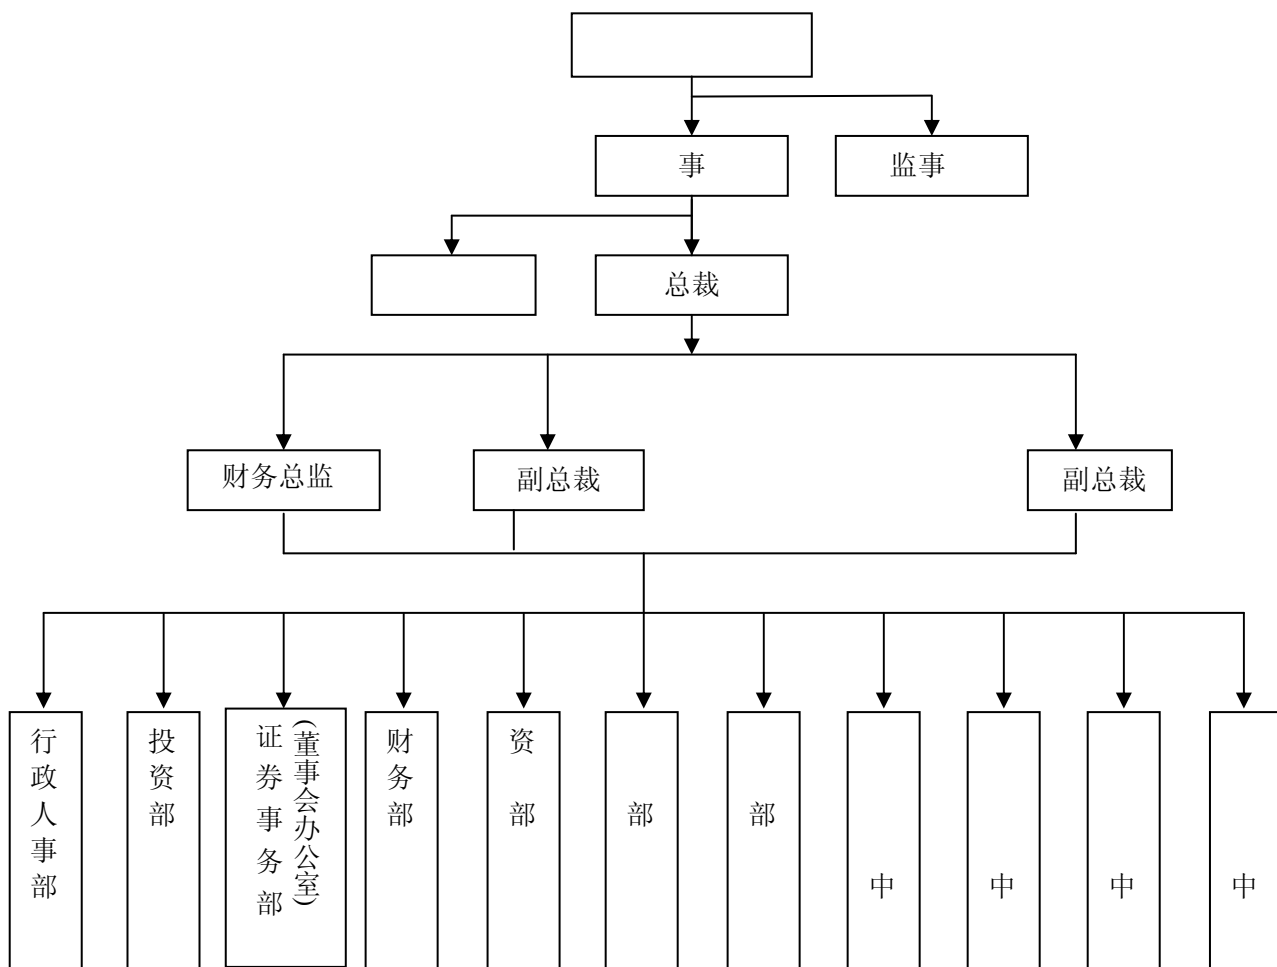 事
监事
总裁
财务总监
副总裁
副总裁
行政人事部
投资部
证券事务部
(董事会办公室)
财务部
资部
部
部
中
中
中
中